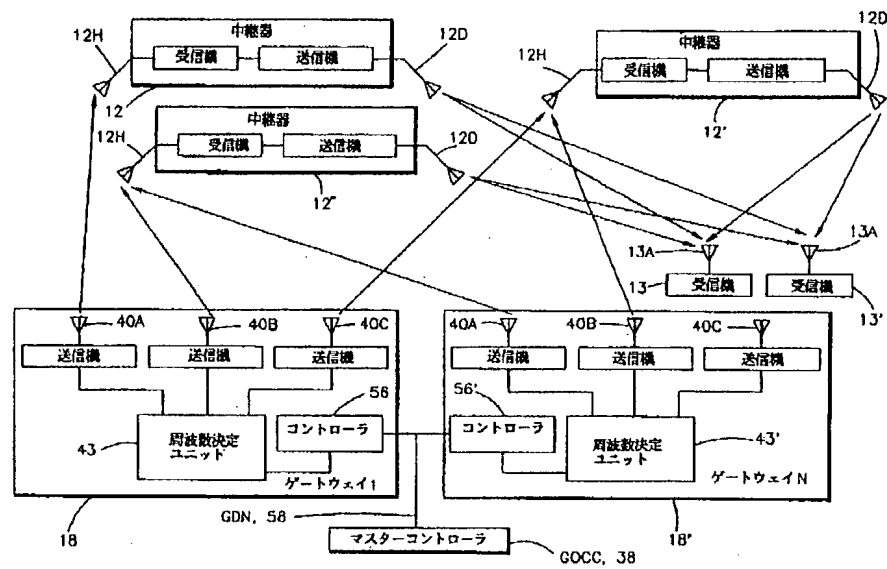 12H
中継器
受信機
送信機
12
12D
12H
中継器
受信機
送信機
12"
12D
12H
中継器
受信機
送信機
12'
12D
13A
13
受信機
13A
受信機
13'
40A
送信機
40B
送信機
40C
送信機
56
コントローラ
43
周波数決定
ユニット
ゲートウェイ1
18
40A
送信機
40B
送信機
40C
送信機
56'
コントローラ
周波数決定
ユニット
43'
ゲートウェイN
18'
GDN, 58
マスターコントローラ
GOCC, 38